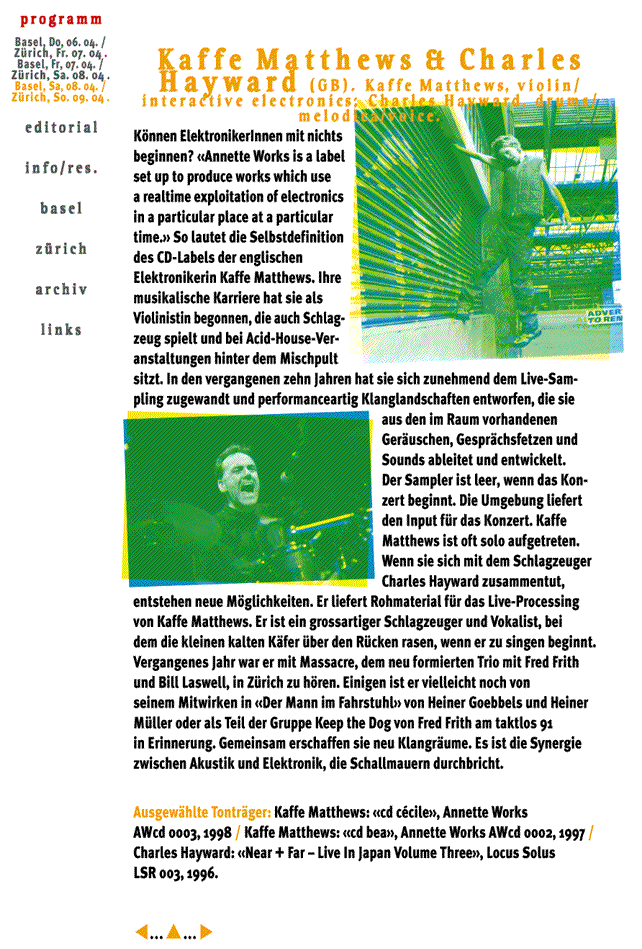 programm
Basel, Do, 06. 04. /
Zürich, Fr. 07. 04 .
Basel, Fr, 07. 04. /
Zürich, Sa. 08. 04 .
Basel, Sa, 08. 04. /
Zürich, So. 09. 04 .
editorial
info/res.
basel
zürich
archiv
links
Kaffe Matthews & Charles
Hayward (GB). Kaffe Matthews, violin/
interactive electronics; Charles Hayward, drums/
melodica/voice.
Können ElektronikerInnen mit nichts
beginnen? «Annette Works is a label
set up to produce works which use
a realtime exploitation of electronics
in a particular place at a particular
time.» So lautet die Selbstdefinition
des CD-Labels der englischen
Elektronikerin Kaffe Matthews. Ihre
musikalische Karriere hat sie als
Violinistin begonnen, die auch Schlag-
zeug spielt und bei Acid-House-Ver-
anstaltungen hinter dem Mischpult
sitzt. In den vergangenen zehn Jahren hat sie sich zunehmend dem Live-Sam-
pling zugewandt und performanceartig Klanglandschaften entworfen, die sie
aus den im Raum vorhandenen
Geräuschen, Gesprächsfetzen und
Sounds ableitet und entwickelt.
Der Sampler ist leer, wenn das Kon-
zert beginnt. Die Umgebung liefert
den Input für das Konzert. Kaffe
Matthews ist oft solo aufgetreten.
Wenn sie sich mit dem Schlagzeuger
Charles Hayward zusammentut,
entstehen neue Möglichkeiten. Er liefert Rohmaterial für das Live-Processing
von Kaffe Matthews. Er ist ein grossartiger Schlagzeuger und Vokalist, bei
dem die kleinen kalten Käfer über den Rücken rasen, wenn er zu singen beginnt.
Vergangenes Jahr war er mit Massacre, dem neu formierten Trio mit Fred Frith
und Bill Laswell, in Zürich zu hören. Einigen ist er vielleicht noch von
seinem Mitwirken in «Der Mann im Fahrstuhl» von Heiner Goebbels und Heiner
Müller oder als Teil der Gruppe Keep the Dog von Fred Frith am taktlos 91
in Erinnerung. Gemeinsam erschaffen sie neu Klangräume. Es ist die Synergie
zwischen Akustik und Elektronik, die Schallmauern durchbricht.
Ausgewählte Tonträger: Kaffe Matthews: «cd cécile», Annette Works
AWcd 0003, 1998 / Kaffe Matthews: «cd bea», Annette Works AWcd 0002, 1997 /
Charles Hayward: «Near + Far – Live In Japan Volume Three», Locus Solus
LSR 003, 1996.
ADVER
TO REN
... ...